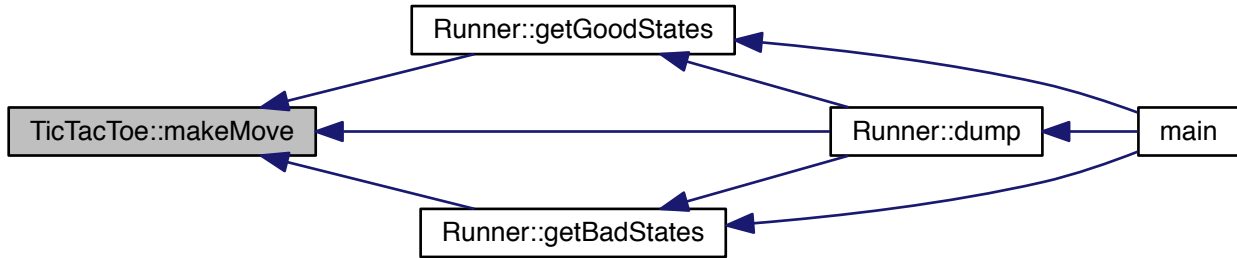 Runner::getGoodStates
TicTacToe::makeMove
Runner::dump
main
Runner::getBadStates